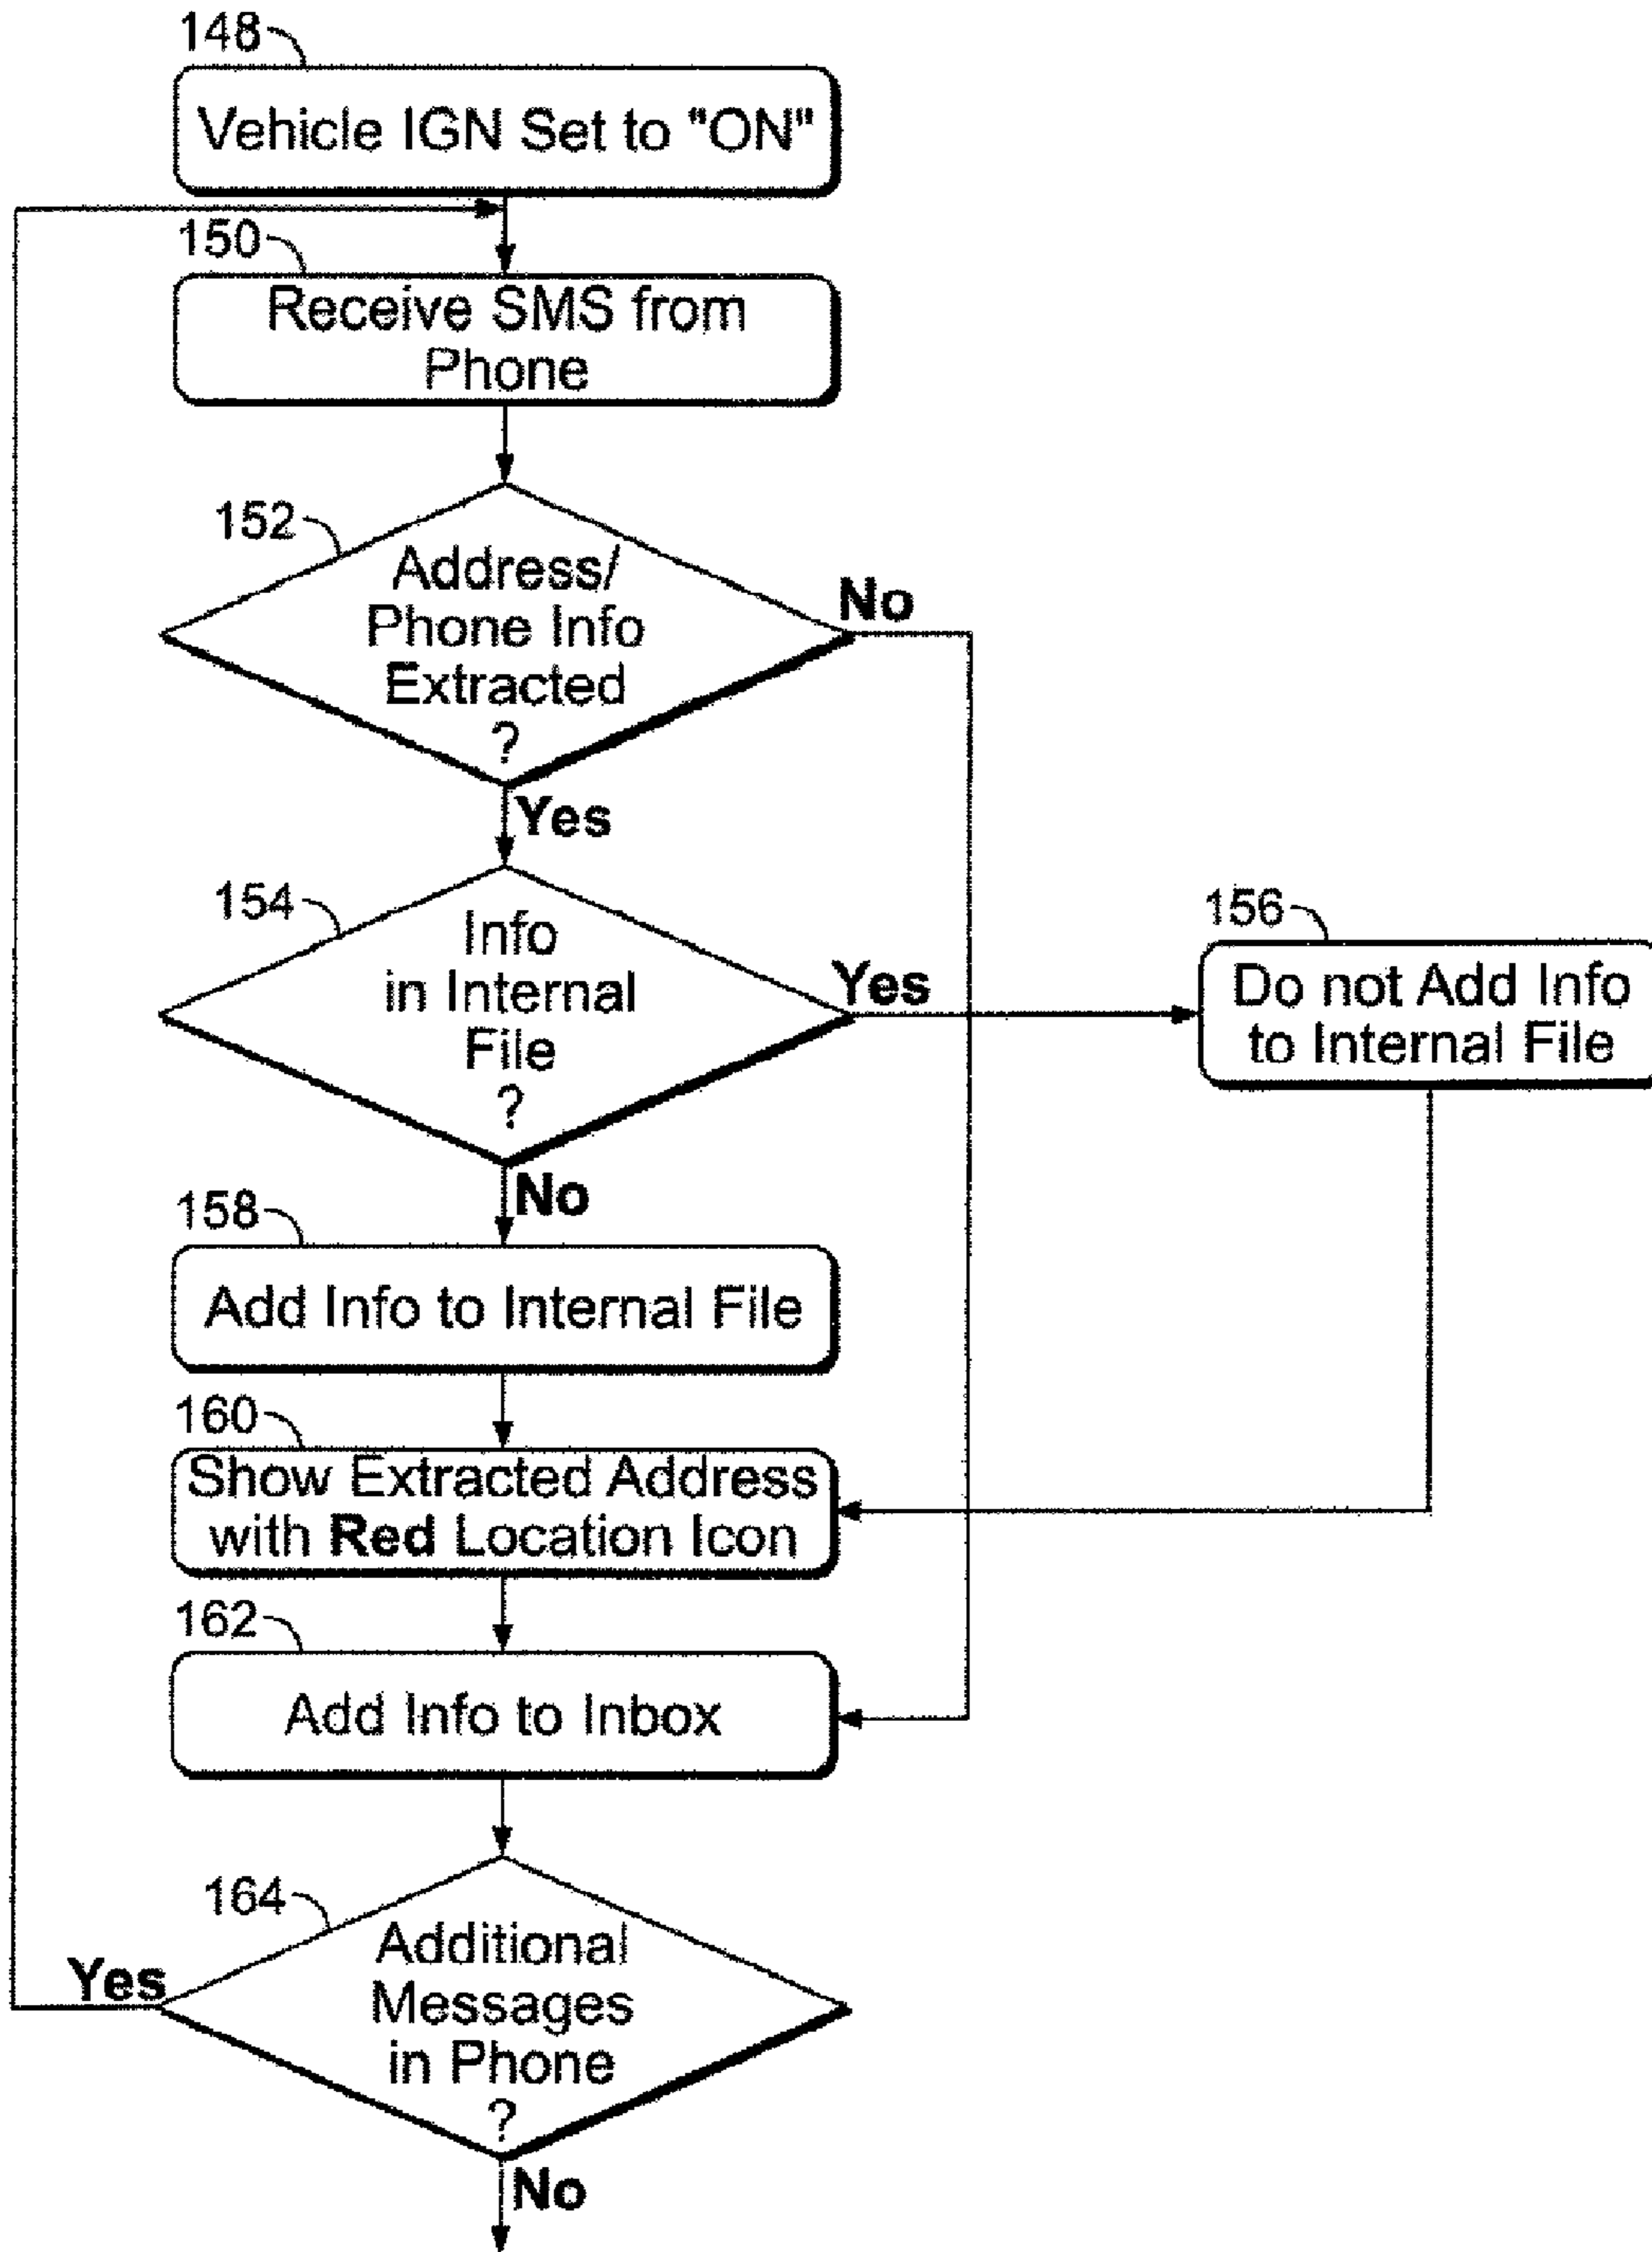 148
Vehicle IGN Set to "ON"
150
Receive SMS from
Phone
152
Address/
Phone Info
Extracted
?
No
Yes
154
Info
in Internal
File
?
Yes
156
Do not Add Info
to Internal File
No
158
Add Info to Internal File
160
Show Extracted Address
with Red Location Icon
162
Add Info to Inbox
164
Additional
Messages
in Phone
?
Yes
No